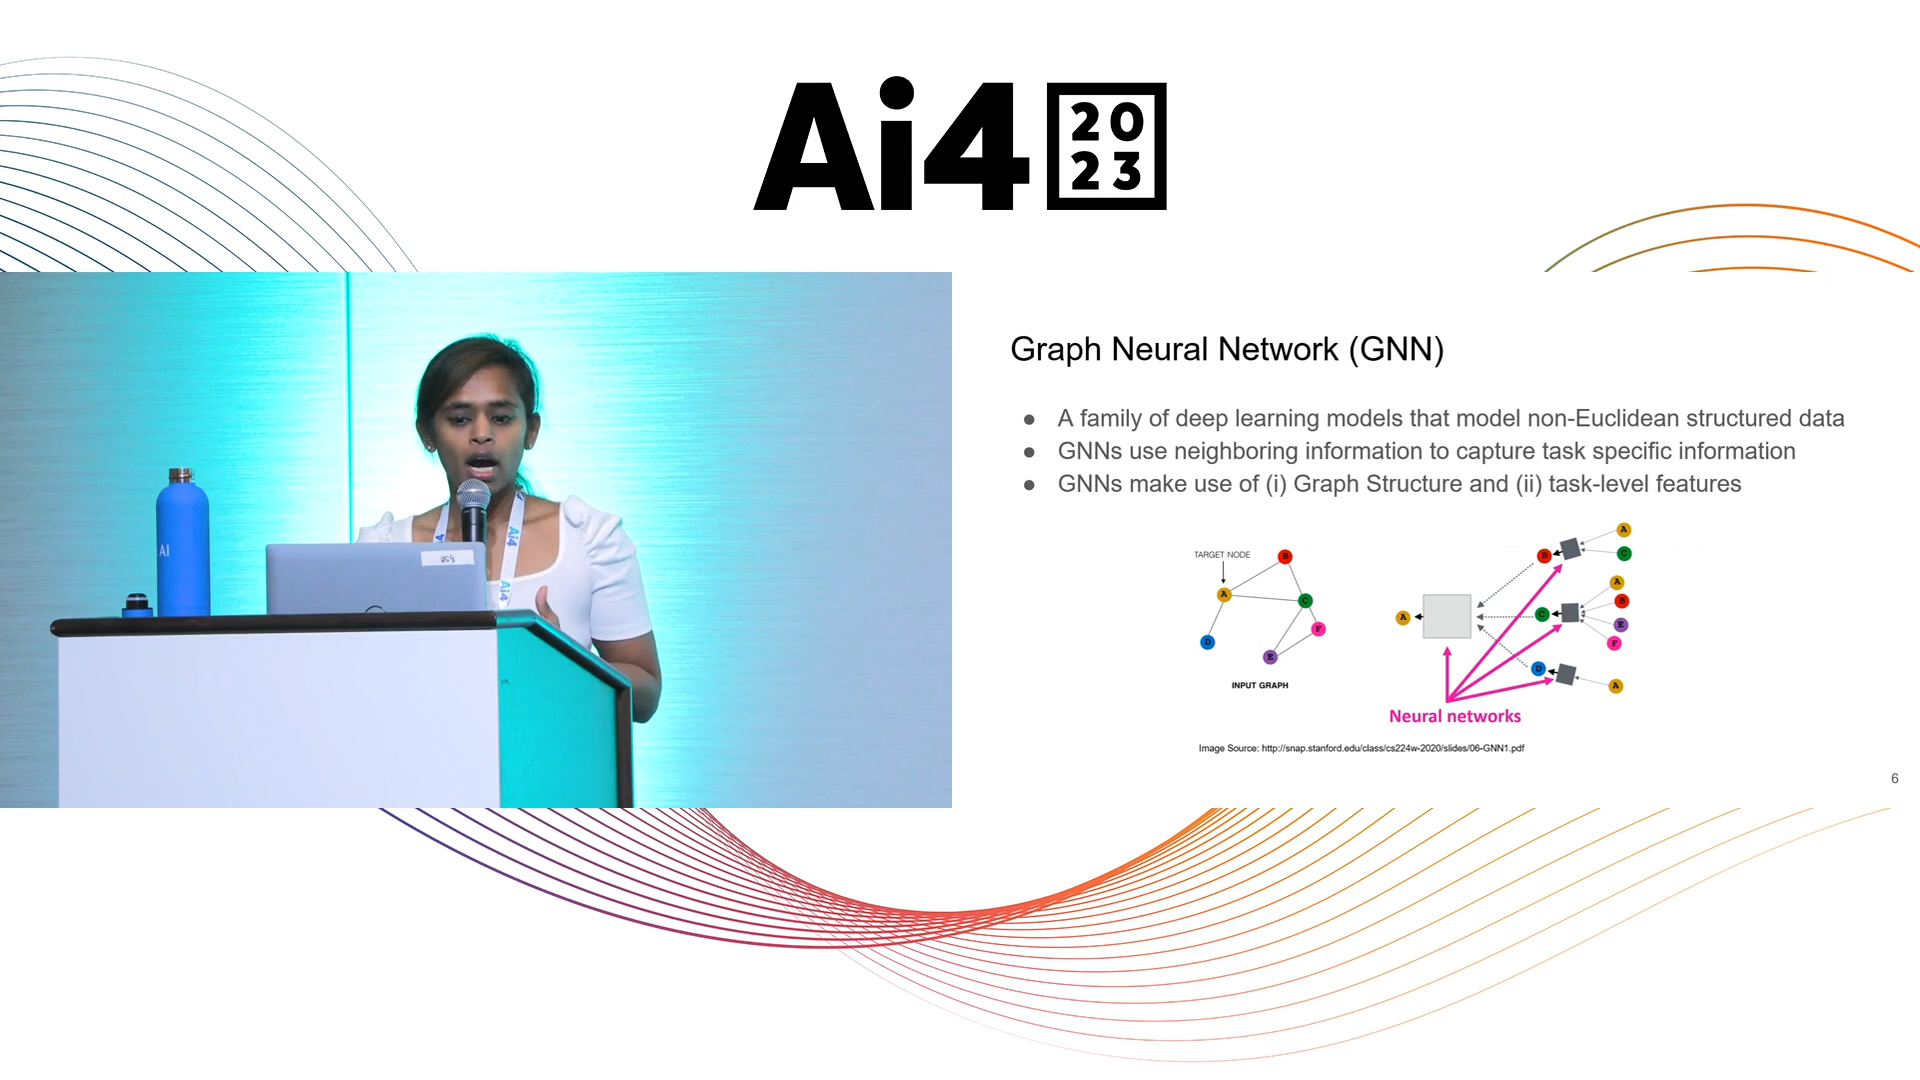 Ai4 20 23
AI
858
Ai4
Ai4
Graph Neural Network (GNN)
● A family of deep learning models that model non-Euclidean structured data
● GNNs use neighboring information to capture task specific information
● GNNs make use of (i) Graph Structure and (ii) task-level features
TARGET NODE
B
A
C
F
D
E
INPUT GRAPH
A
B
C
A
B
A
C
E
F
D
A
Neural networks
Image Source: http://snap.stanford.edu/class/cs224w-2020/slides/06-GNN1.pdf
6